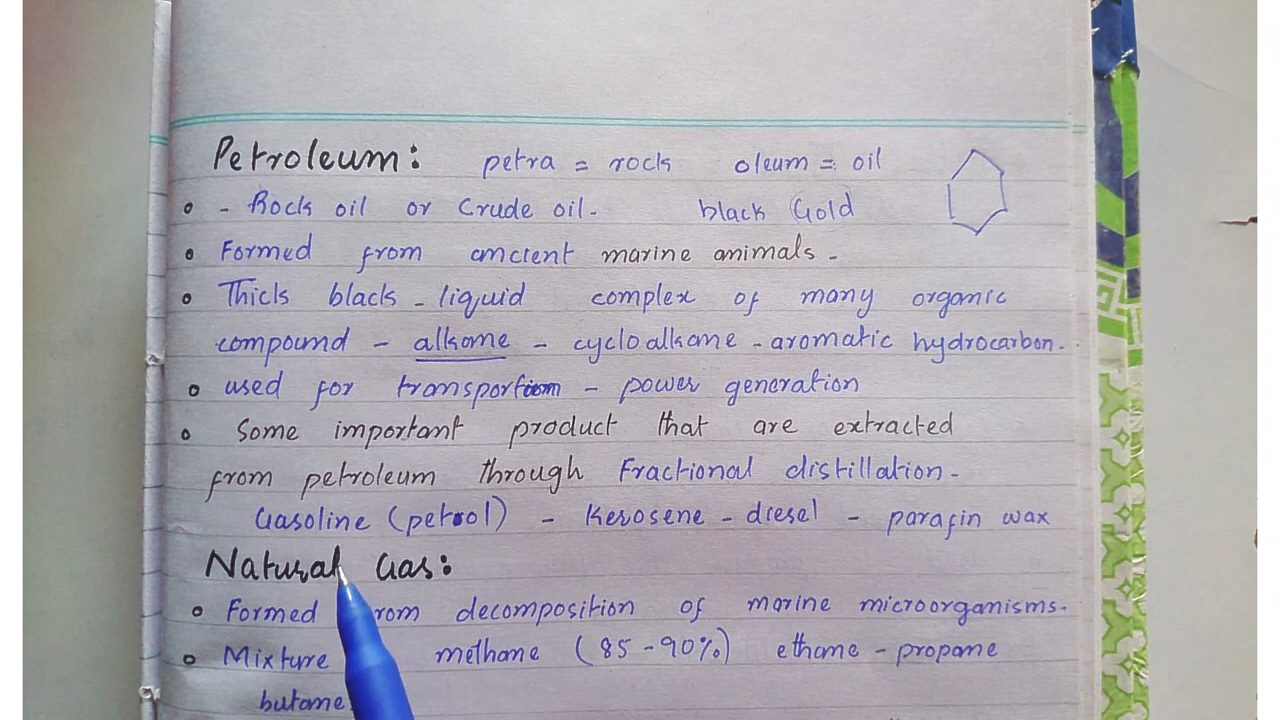 Petroleum: petra = rock oleum = oil
- Rock oil or Crude oil- black Gold
Formed from ancient marine animals -
Thick black - liquid complex of many organic
compound - alkane - cycloalkane - aromatic hydrocarbon.
used for transportion - power generation
Some important product that are extracted
from petroleum through Fractional distillation -
Gasoline (petrol) - Kerosene - diesel - parafin wax
Natural Gas:
Formed from decomposition of marine microorganisms.
Mixture methane (85-90%) ethane - propane
butane